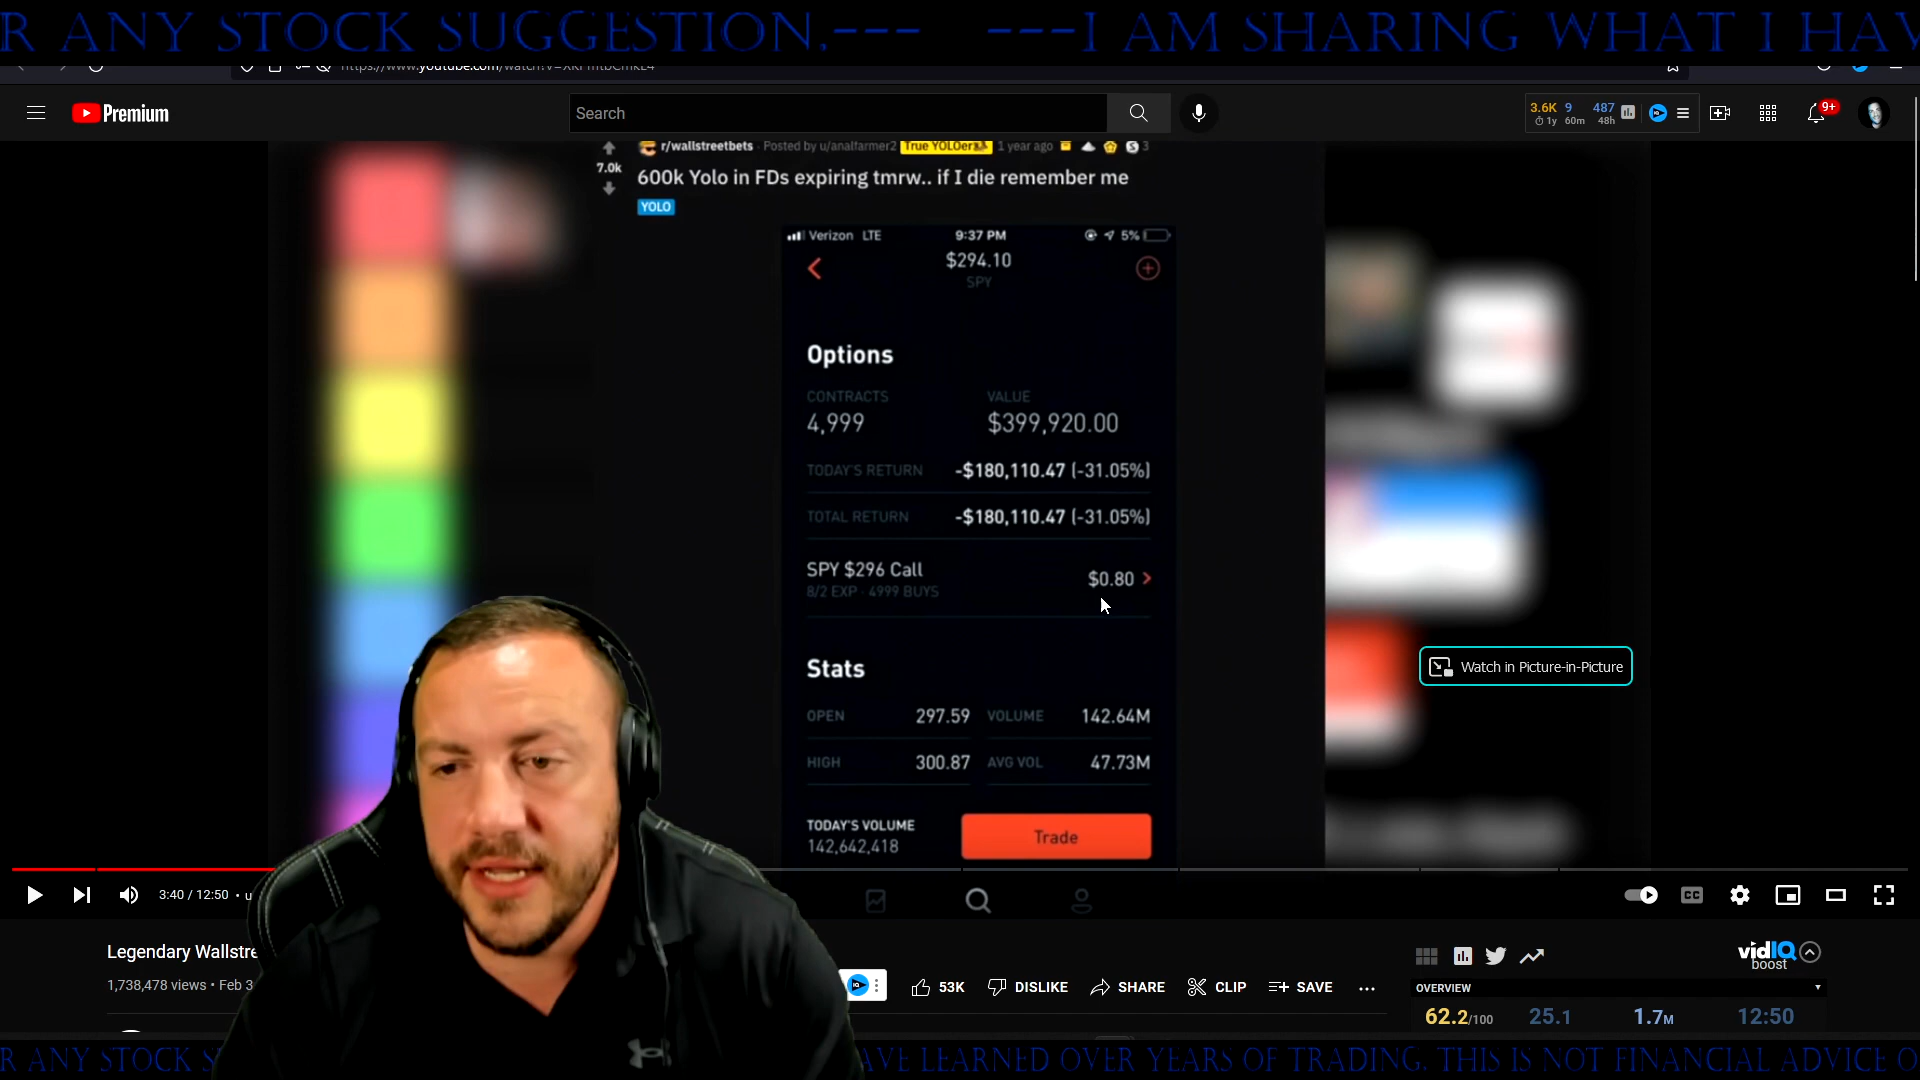 R ANY STOCK SUGGESTION.--- ---I AM SHARING WHAT I HAV
Premium
Search
3.6K 9 487
1y 60m 48h
9+
r/wallstreetbets · Posted by u/analfarmer2 True YOLOer 1 year ago 3
7.0k
600k Yolo in FDs expiring tmrw.. if I die remember me
YOLO
Verizon LTE 9:37 PM 5%
$294.10
SPY
Options
CONTRACTS VALUE
4,999 $399,920.00
TODAY'S RETURN -$180,110.47 (-31.05%)
TOTAL RETURN -$180,110.47 (-31.05%)
SPY $296 Call $0.80
8/2 EXP · 4999 BUYS
Watch in Picture-in-Picture
Stats
OPEN 297.59 VOLUME 142.64M
HIGH 300.87 AVG VOL 47.73M
TODAY'S VOLUME
142,642,418
Trade
3:40 / 12:50
CC
Legendary Wallstre
vidIQ
boost
1,738,478 views • Feb 3
53K DISLIKE SHARE CLIP SAVE
OVERVIEW
62.2/100 25.1 1.7M 12:50
R ANY STOCK S AVE LEARNED OVER YEARS OF TRADING. THIS IS NOT FINANCIAL ADVICE O